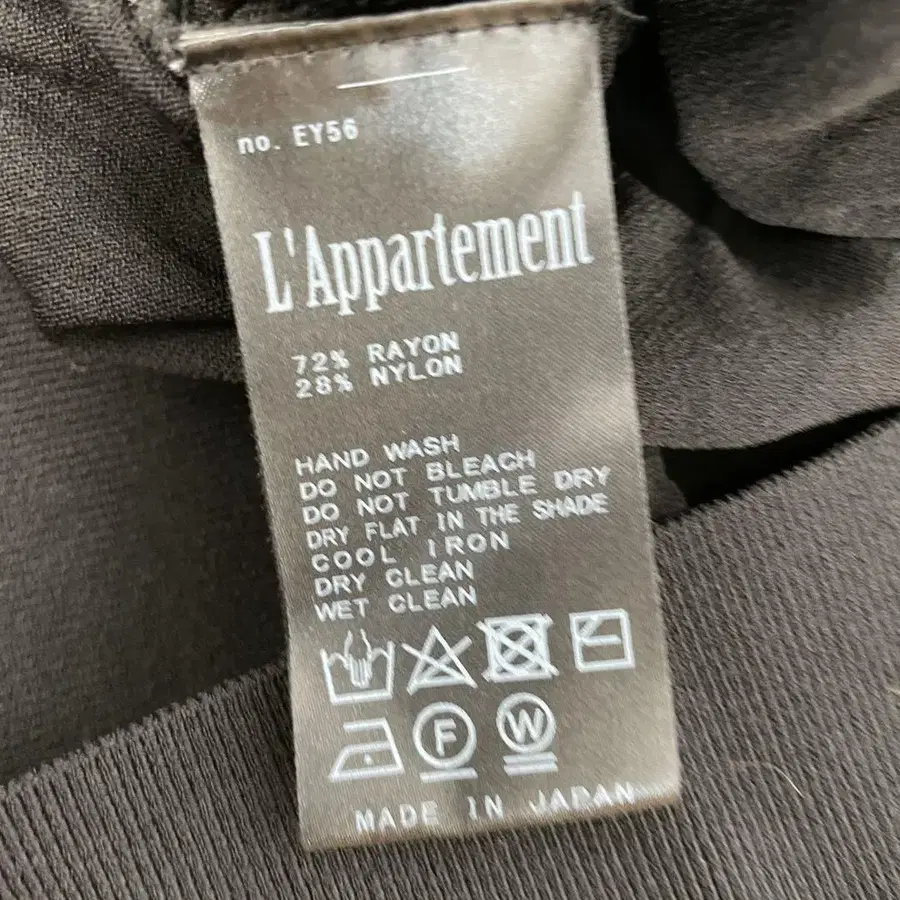 no. EY56
L'Appartement
72% RAYON
28% NYLON
HAND WASH
DO NOT BLEACH
DO NOT TUMBLE DRY
DRY FLAT IN THE SHADE
COOL IRON
DRY CLEAN
WET CLEAN
F W
MADE IN JAPAN